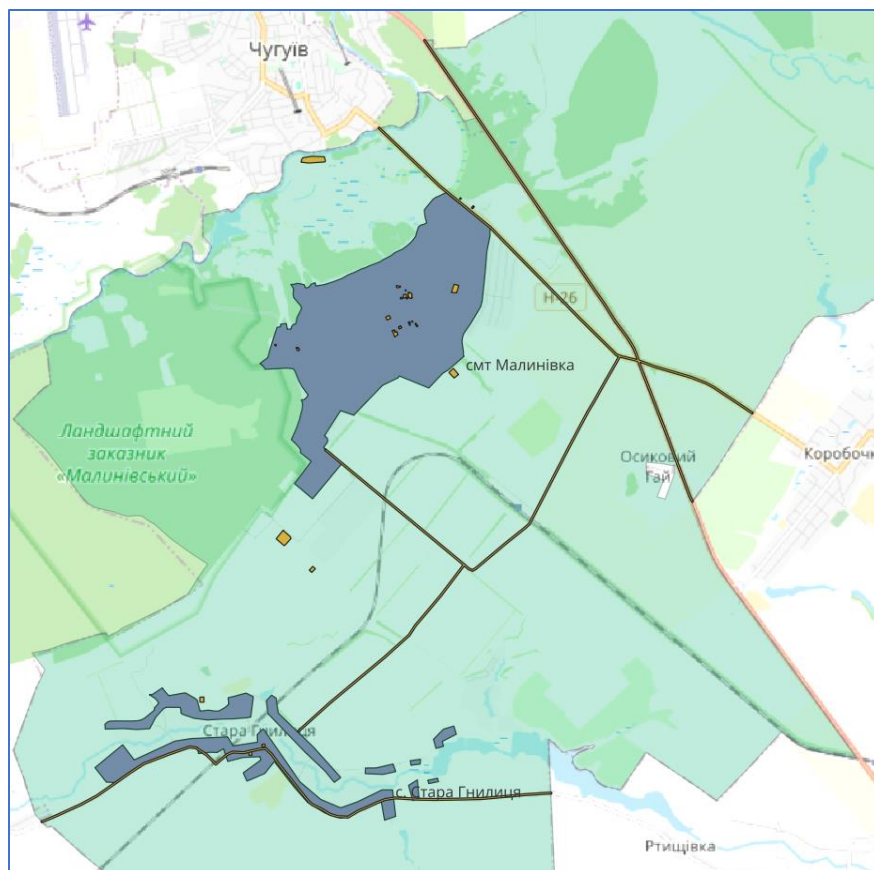 Чугуїв
Н-26
смт Малинівка
Ландшафтний
заказник
«Малинівський»
Осиковий
Гай
Коробочк
Стара Гнилиця
с. Стара Гнилиця
Ртищівка